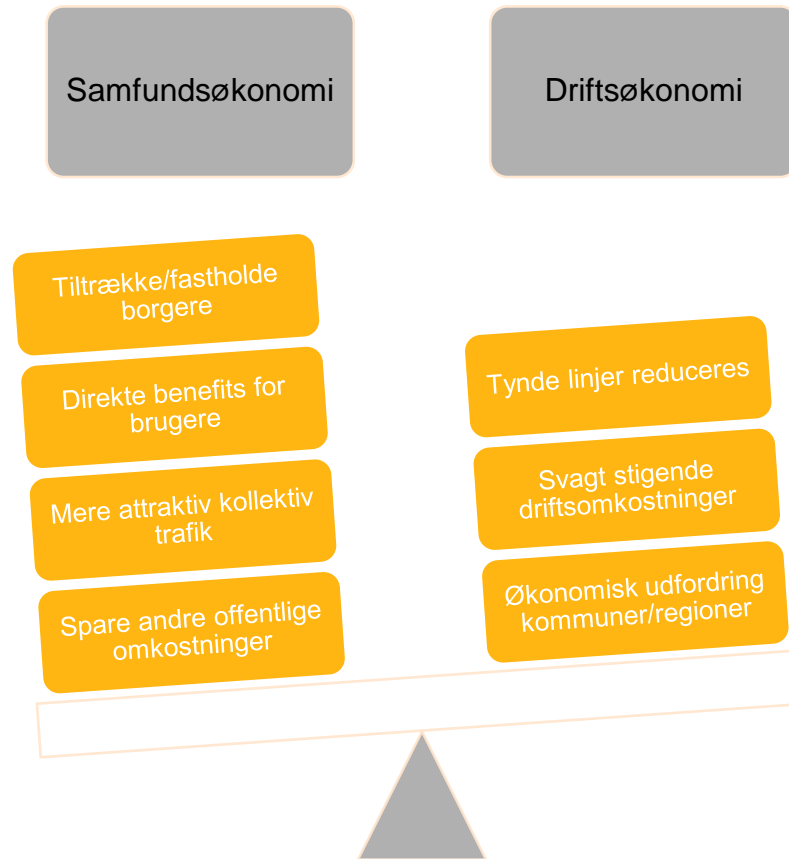 Samfundsøkonomi
Driftsøkonomi
Tiltrække/fastholde
borgere
Direkte benefits for
brugere
Mere attraktiv kollektiv
trafik
Spare andre offentlige
omkostninger
Tynde linjer reduceres
Svagt stigende
driftsomkostninger
Økonomisk udfordring
kommuner/regioner